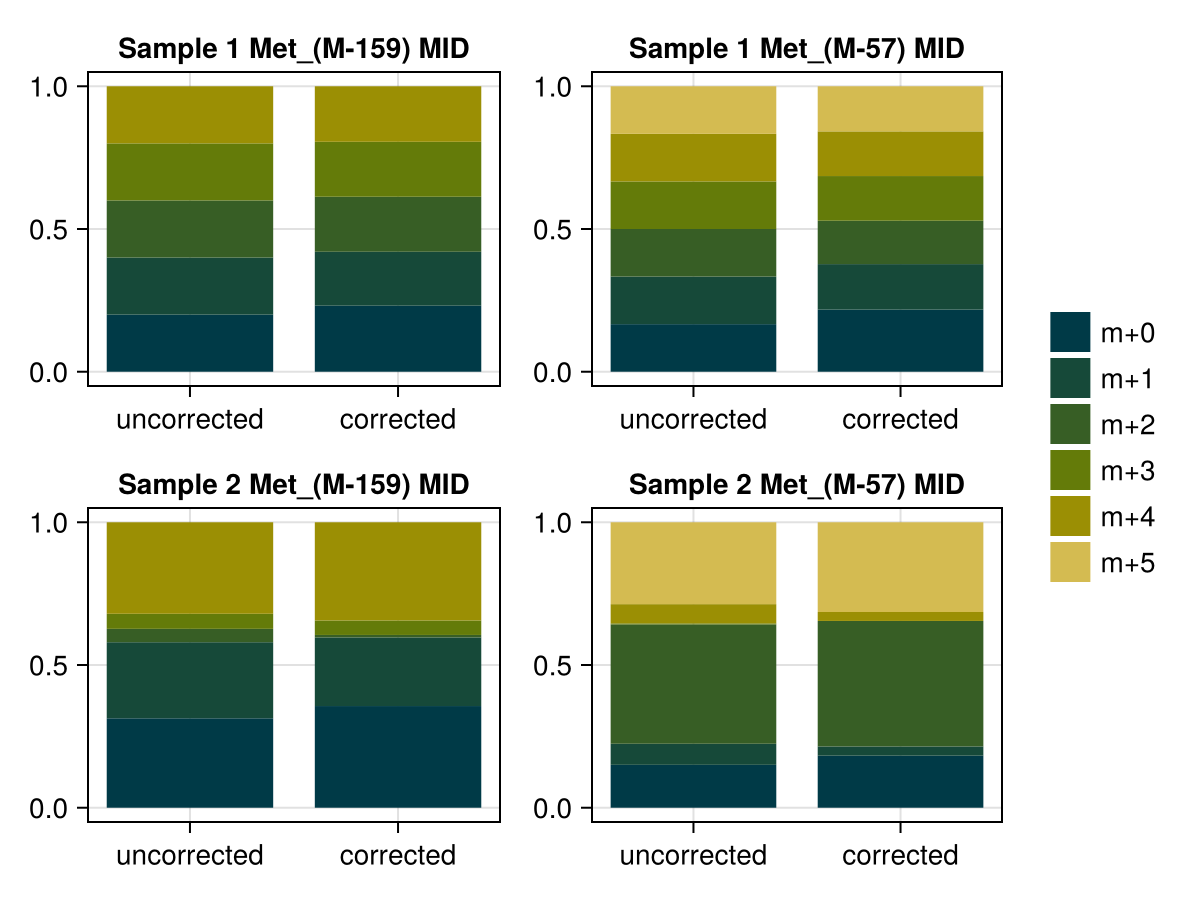 Sample 1 Met_(M-159) MID
1.0
0.5
0.0
uncorrected corrected
Sample 1 Met_(M-57) MID
1.0
0.5
0.0
uncorrected corrected
Sample 2 Met_(M-159) MID
1.0
0.5
0.0
uncorrected corrected
Sample 2 Met_(M-57) MID
1.0
0.5
0.0
uncorrected corrected
m+0
m+1
m+2
m+3
m+4
m+5